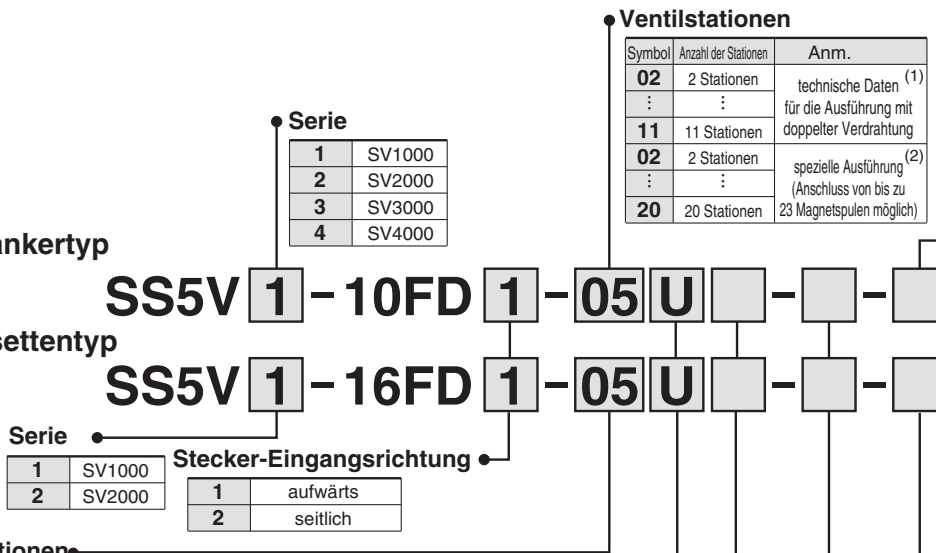 Ventilstationen
Symbol Anzahl der Stationen Anm.
02 2 Stationen technische Daten (1)
⋮ ⋮ für die Ausführung mit
11 11 Stationen doppelter Verdrahtung
02 2 Stationen spezielle Ausführung (2)
⋮ ⋮ (Anschluss von bis zu
20 20 Stationen 23 Magnetspulen möglich)
Serie
1 SV1000
2 SV2000
3 SV3000
4 SV4000
ankertyp
SS5V 1 - 10FD 1 - 05 U - -
settentyp
SS5V 1 - 16FD 1 - 05 U - -
Serie
1 SV1000
2 SV2000
Stecker-Eingangsrichtung
1 aufwärts
2 seitlich
tionen